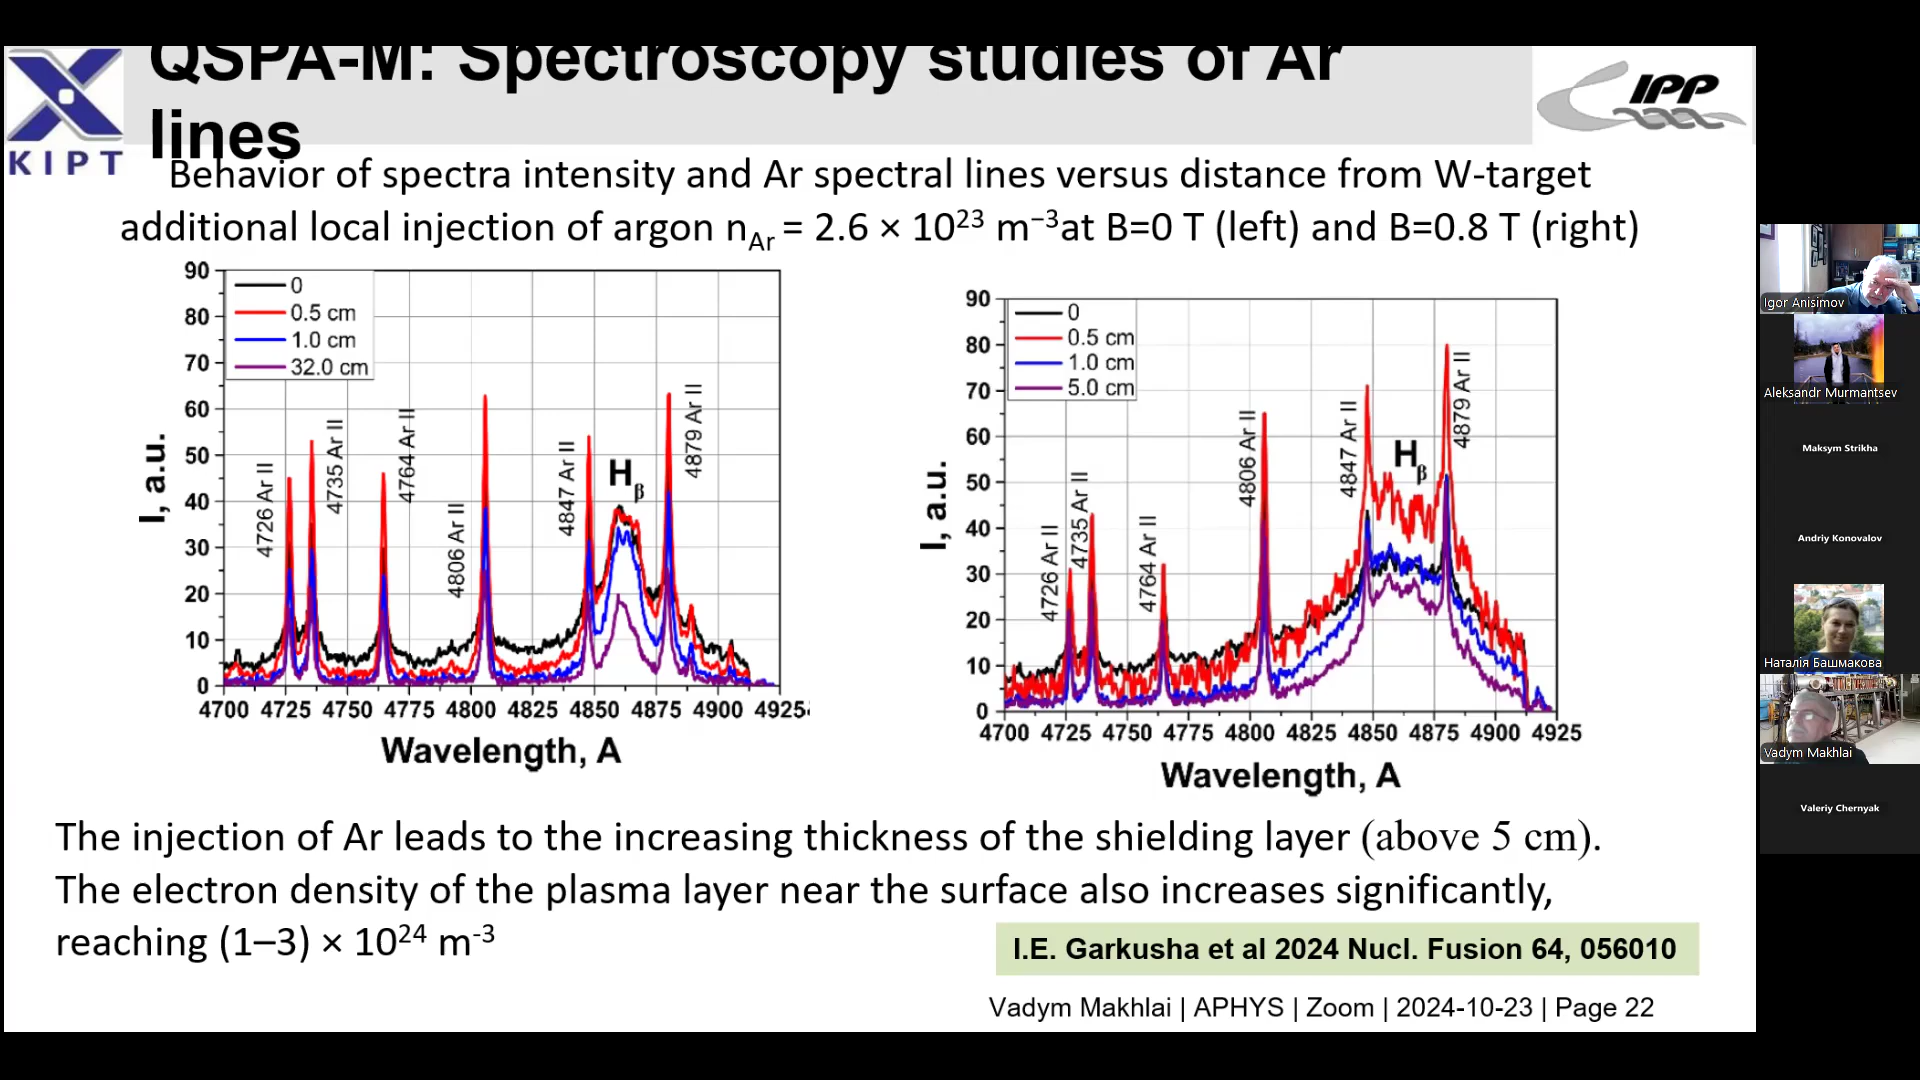 QSPA-M: Spectroscopy studies of Ar
lines
KIPT
IPP
Behavior of spectra intensity and Ar spectral lines versus distance from W-target
additional local injection of argon nAr = 2.6 × 10²³ m⁻³at B=0 T (left) and B=0.8 T (right)
90
80
70
60
50
40
30
20
10
0
I, a.u.
0
0.5 cm
1.0 cm
32.0 cm
4726 Ar II
4735 Ar II
4764 Ar II
4806 Ar II
4847 Ar II
Hβ
4879 Ar II
4700 4725 4750 4775 4800 4825 4850 4875 4900 4925
Wavelength, A
90
80
70
60
50
40
30
20
10
0
I, a.u.
0
0.5 cm
1.0 cm
5.0 cm
4726 Ar II
4735 Ar II
4764 Ar II
4806 Ar II
4847 Ar II
Hβ
4879 Ar II
4700 4725 4750 4775 4800 4825 4850 4875 4900 4925
Wavelength, A
The injection of Ar leads to the increasing thickness of the shielding layer (above 5 cm).
The electron density of the plasma layer near the surface also increases significantly,
reaching (1–3) × 10²⁴ m⁻³
I.E. Garkusha et al 2024 Nucl. Fusion 64, 056010
Vadym Makhlai | APHYS | Zoom | 2024-10-23 | Page 22
Igor Anisimov
Aleksandr Murmantsev
Maksym Strikha
Andriy Konovalov
Наталія Башмакова
Vadym Makhlai
Valeriy Chernyak